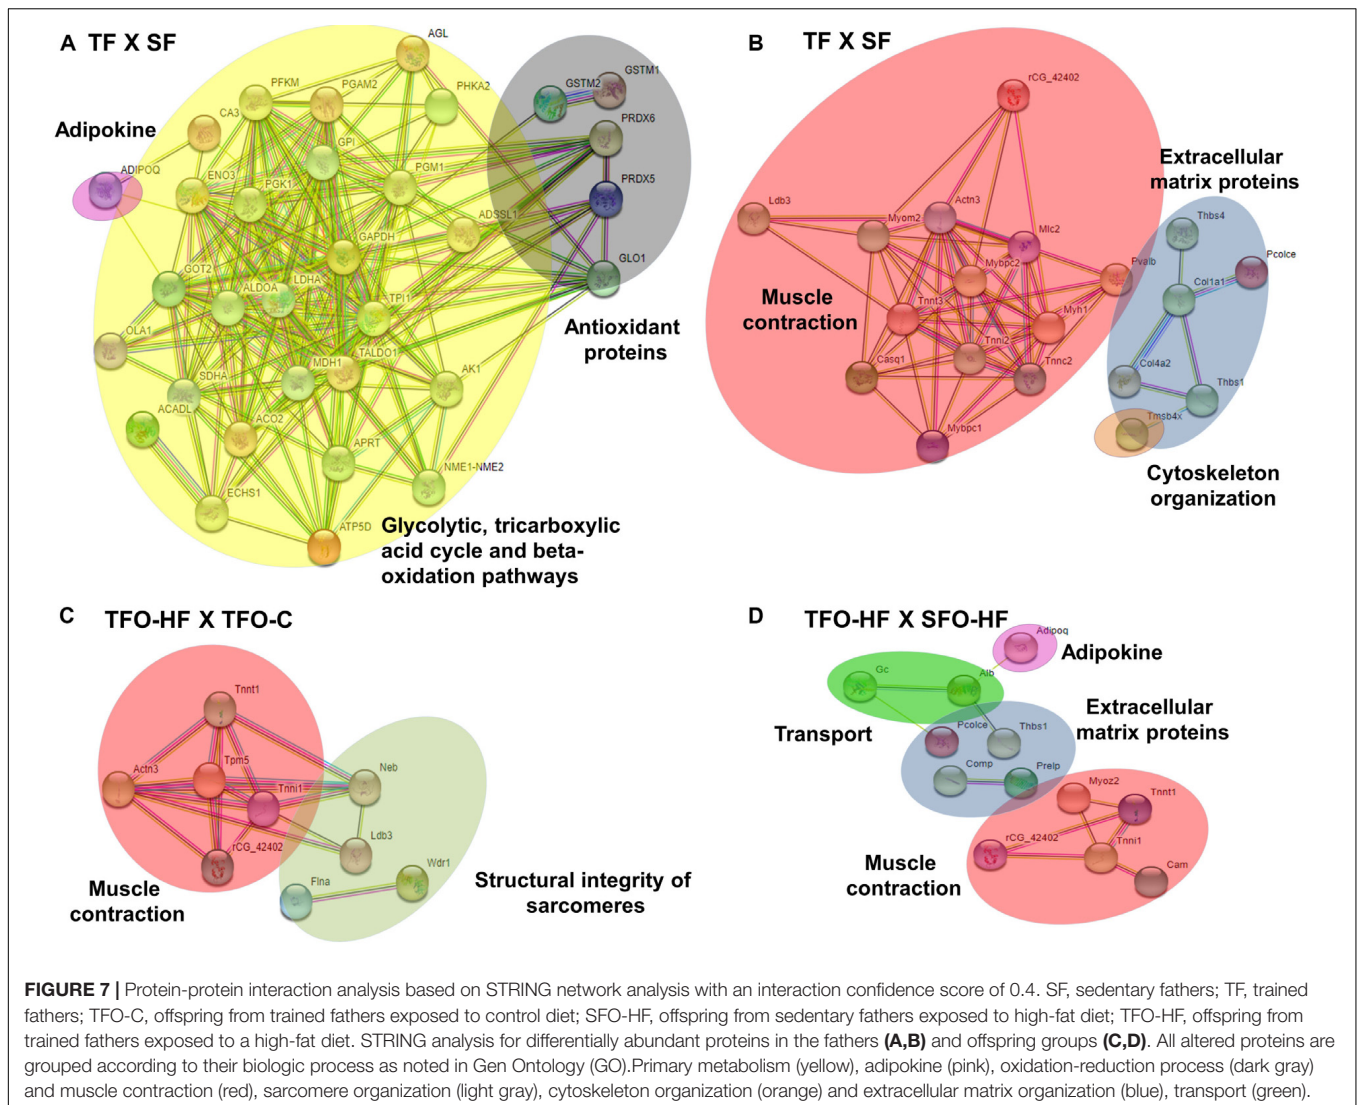 A TF X SF
AGL
PFKM
PGAM2
PHKA2
GSTM2
GSTM1
CA3
PRDX6
Adipokine
GPI
ADIPOQ
ENO3
PGK1
PGM1
PRDX5
ADSSL1
GAPDH
GLO1
GOT2
ALDOA
LDHA
TPI1
OLA1
Antioxidant
proteins
MDH1
TALDO1
SDHA
AK1
ACADL
ACO2
APRT
NME1-NME2
ECHS1
ATP5D
Glycolytic, tricarboxylic
acid cycle and beta-
oxidation pathways
B TF X SF
rCG_42402
Extracellular
matrix proteins
Ldb3
Actn3
Myom2
Mlc2
Thbs4
Mybpc2
Pvalb
Pcolce
Col1a1
Muscle
contraction
Tnnt3
Myh1
Tnni2
Casq1
Tnnc2
Col4a2
Thbs1
Mybpc1
Tmsb4x
Cytoskeleton
organization
C TFO-HF X TFO-C
Tnnt1
Actn3
Tpm5
Neb
Tnni1
Ldb3
rCG_42402
Wdr1
Flna
Muscle
contraction
Structural integrity of
sarcomeres
D TFO-HF X SFO-HF
Adipoq
Adipokine
Gc
Alb
Transport
Pcolce
Thbs1
Extracellular
matrix proteins
Comp
Prelp
Myoz2
Tnnt1
rCG_42402
Tnni1
Cam
Muscle
contraction
FIGURE 7 | Protein-protein interaction analysis based on STRING network analysis with an interaction confidence score of 0.4. SF, sedentary fathers; TF, trained
fathers; TFO-C, offspring from trained fathers exposed to control diet; SFO-HF, offspring from sedentary fathers exposed to high-fat diet; TFO-HF, offspring from
trained fathers exposed to a high-fat diet. STRING analysis for differentially abundant proteins in the fathers (A,B) and offspring groups (C,D). All altered proteins are
grouped according to their biologic process as noted in Gen Ontology (GO).Primary metabolism (yellow), adipokine (pink), oxidation-reduction process (dark gray)
and muscle contraction (red), sarcomere organization (light gray), cytoskeleton organization (orange) and extracellular matrix organization (blue), transport (green).